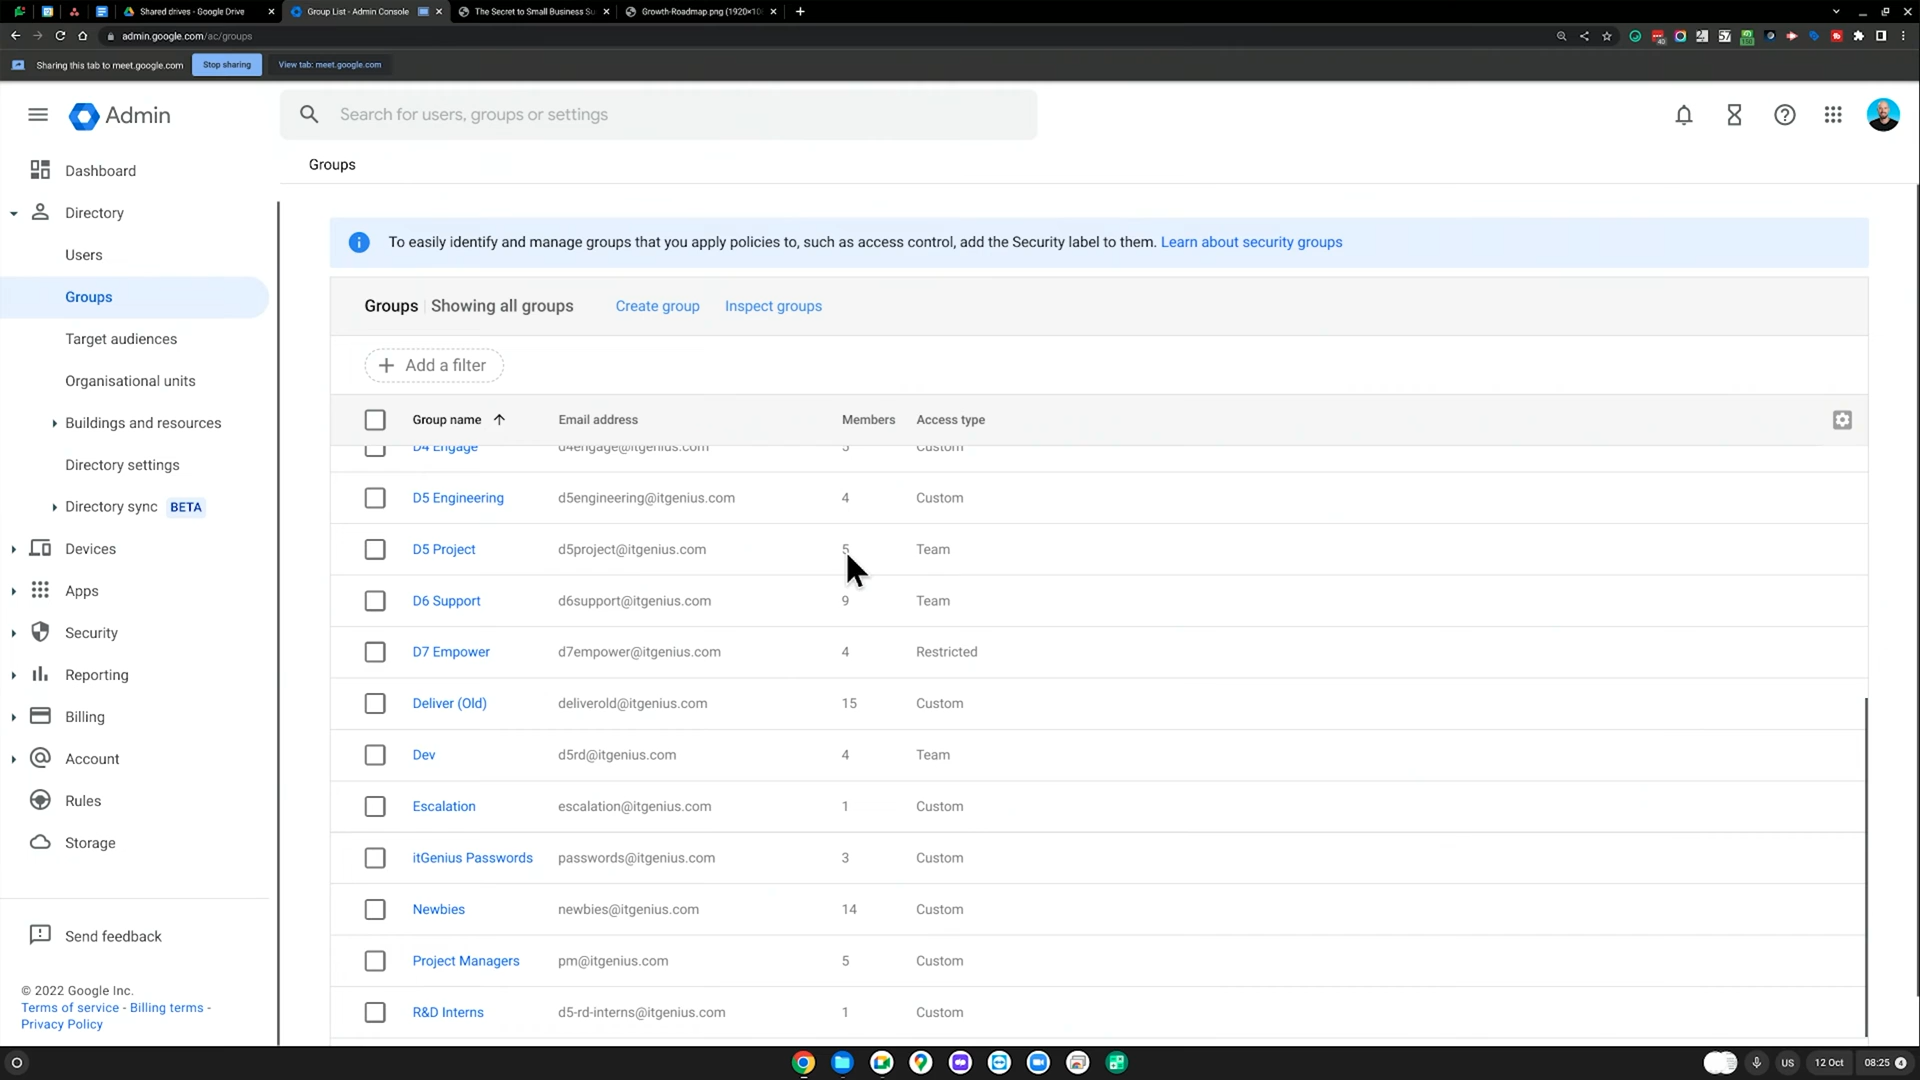 Shared drives - Google Drive
Group List - Admin Console
The Secret to Small Business Su
Growth-Roadmap.png (1920×10
admin.google.com/ac/groups
Sharing this tab to meet.google.com
Stop sharing
View tab: meet.google.com
Admin
Search for users, groups or settings
Groups
Dashboard
Directory
Users
Groups
Target audiences
Organisational units
Buildings and resources
Directory settings
Directory sync BETA
Devices
Apps
Security
Reporting
Billing
Account
Rules
Storage
Send feedback
© 2022 Google Inc.
Terms of service - Billing terms -
Privacy Policy
To easily identify and manage groups that you apply policies to, such as access control, add the Security label to them. Learn about security groups
Groups | Showing all groups Create group Inspect groups
+ Add a filter
Group name Email address Members Access type
D4 Engage d4engage@itgenius.com 5 Custom
D5 Engineering d5engineering@itgenius.com 4 Custom
D5 Project d5project@itgenius.com 5 Team
D6 Support d6support@itgenius.com 9 Team
D7 Empower d7empower@itgenius.com 4 Restricted
Deliver (Old) deliverold@itgenius.com 15 Custom
Dev d5rd@itgenius.com 4 Team
Escalation escalation@itgenius.com 1 Custom
itGenius Passwords passwords@itgenius.com 3 Custom
Newbies newbies@itgenius.com 14 Custom
Project Managers pm@itgenius.com 5 Custom
R&D Interns d5-rd-interns@itgenius.com 1 Custom
US 12 Oct 08:25 4